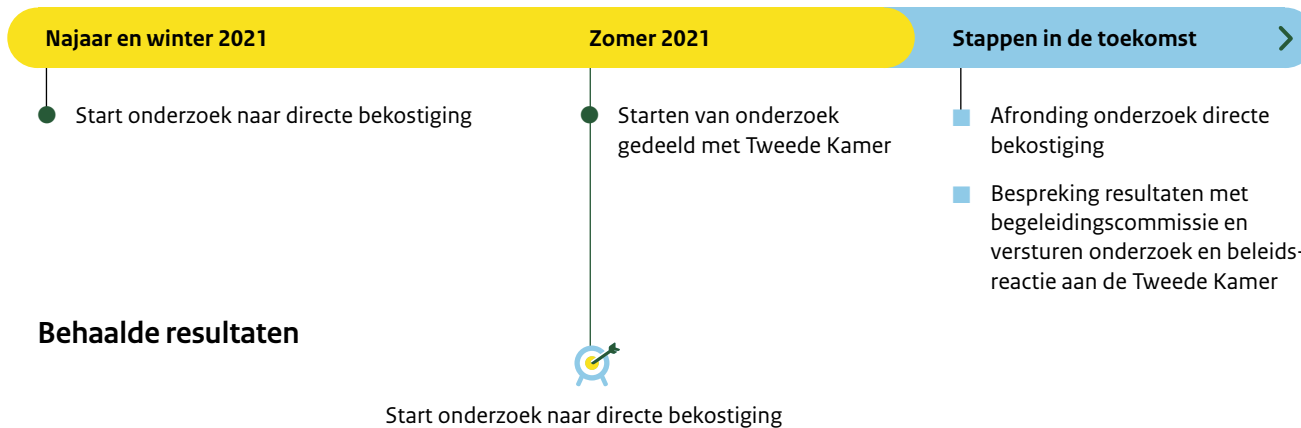 Najaar en winter 2021
Zomer 2021
Stappen in de toekomst
Start onderzoek naar directe bekostiging
Starten van onderzoek
gedeeld met Tweede Kamer
Afronding onderzoek directe
bekostiging
Bespreking resultaten met
begeleidingscommissie en
versturen onderzoek en beleids-
reactie aan de Tweede Kamer
Behaalde resultaten
Start onderzoek naar directe bekostiging